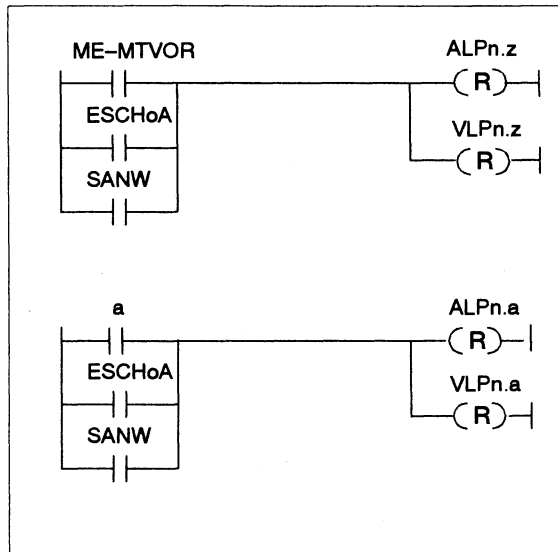 ME–MTVOR ALPn.z
R
ESCHoA
VLPn.z
R
SANW
a ALPn.a
R
ESCHoA
VLPn.a
R
SANW